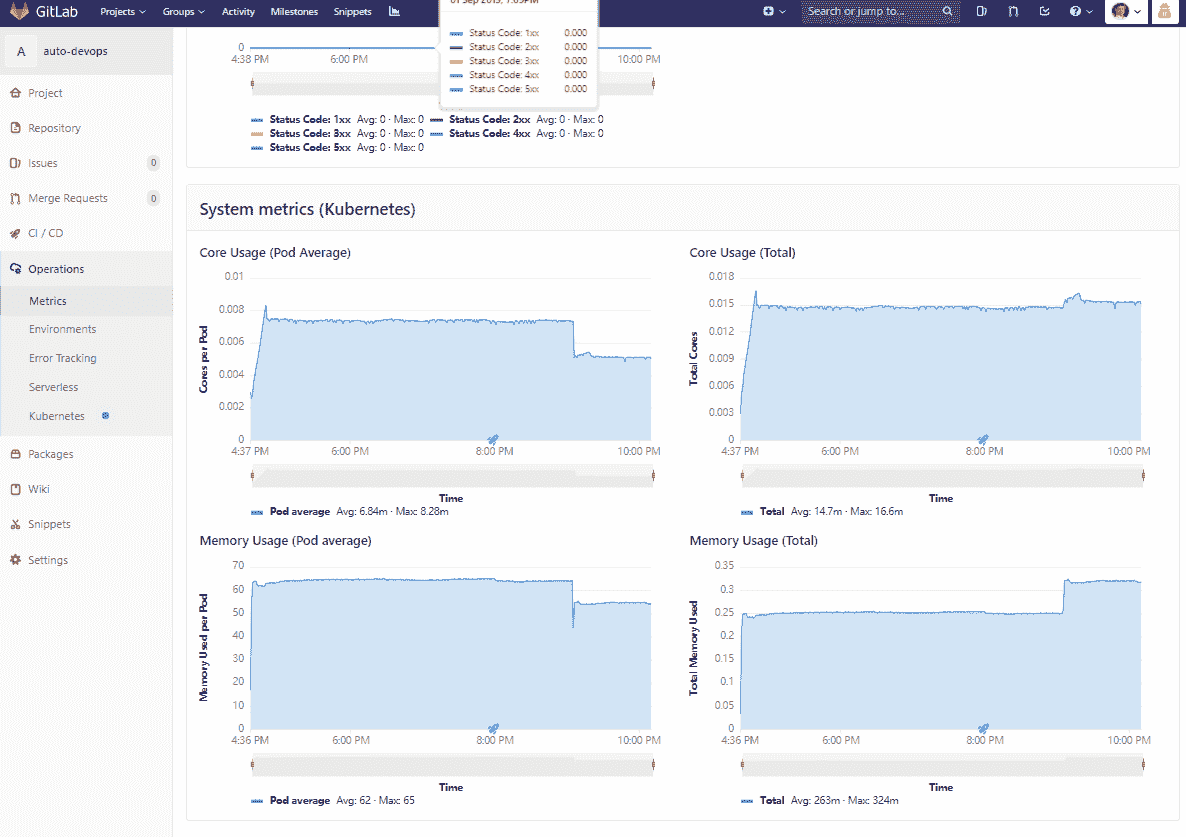 GitLab Projects Groups Activity Milestones Snippets Search or jump to...
01 Sep 2019, 7:09PM
A auto-devops
Project
Repository
Issues 0
Merge Requests 0
CI / CD
Operations
Metrics
Environments
Error Tracking
Serverless
Kubernetes
Packages
Wiki
Snippets
Settings
0
4:38 PM 6:00 PM 10:00 PM
Status Code: 1xx 0.000
Status Code: 2xx 0.000
Status Code: 3xx 0.000
Status Code: 4xx 0.000
Status Code: 5xx 0.000
Status Code: 1xx Avg: 0 · Max: 0 Status Code: 2xx Avg: 0 · Max: 0
Status Code: 3xx Avg: 0 · Max: 0 Status Code: 4xx Avg: 0 · Max: 0
Status Code: 5xx Avg: 0 · Max: 0
System metrics (Kubernetes)
Core Usage (Pod Average)
Cores per Pod
0.01
0.008
0.006
0.004
0.002
0
4:37 PM 6:00 PM 8:00 PM 10:00 PM
Time
Pod average Avg: 6.84m · Max: 8.28m
Core Usage (Total)
Total Cores
0.018
0.015
0.012
0.009
0.006
0.003
0
4:37 PM 6:00 PM 8:00 PM 10:00 PM
Time
Total Avg: 14.7m · Max: 16.6m
Memory Usage (Pod average)
Memory Used per Pod
70
60
50
40
30
20
10
0
4:36 PM 6:00 PM 8:00 PM 10:00 PM
Time
Pod average Avg: 62 · Max: 65
Memory Usage (Total)
Total Memory Used
0.35
0.3
0.25
0.2
0.15
0.1
0.05
0
4:36 PM 6:00 PM 8:00 PM 10:00 PM
Time
Total Avg: 263m · Max: 324m